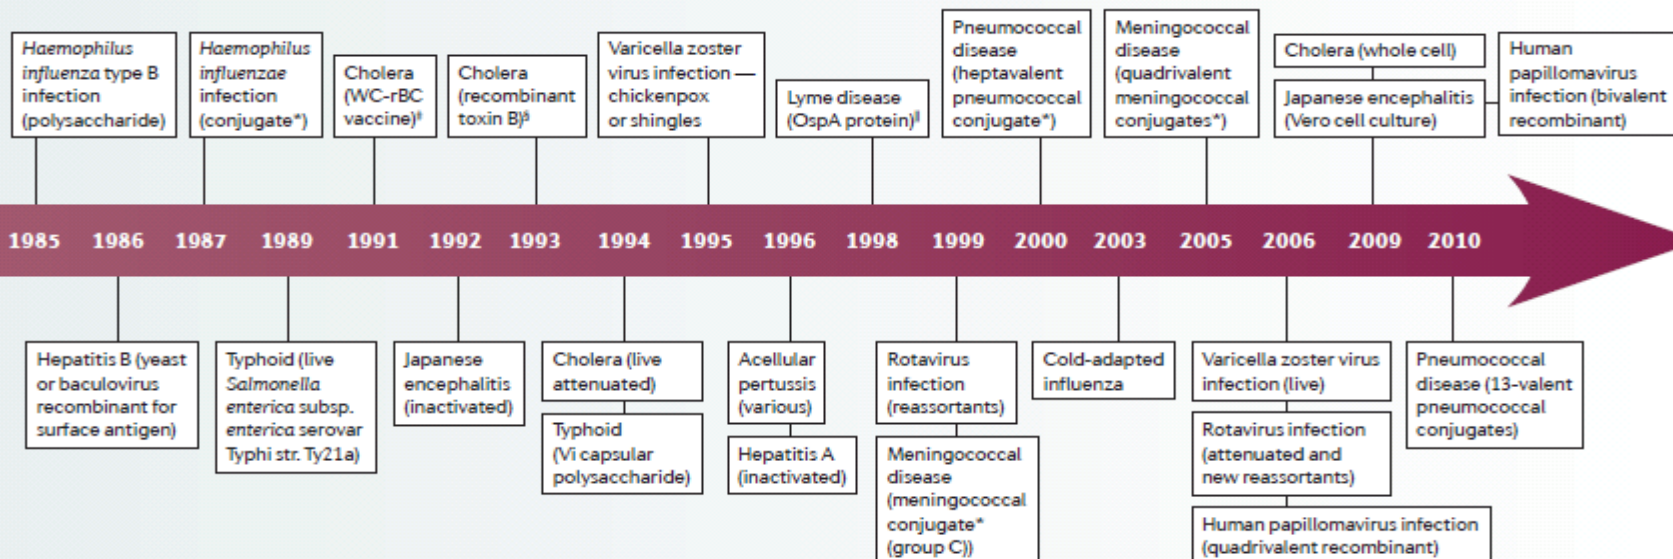 Haemophilus
influenza type B
infection
(polysaccharide)
Haemophilus
influenzae
infection
(conjugate*)
Cholera
(WC-rBC
vaccine)‡
Cholera
(recombinant
toxin B)§
Varicella zoster
virus infection —
chickenpox
or shingles
Lyme disease
(OspA protein)||
Pneumococcal
disease
(heptavalent
pneumococcal
conjugate*)
Meningococcal
disease
(quadrivalent
meningococcal
conjugates*)
Cholera (whole cell)
Japanese encephalitis
(Vero cell culture)
Human
papillomavirus
infection (bivalent
recombinant)
1985 1986 1987 1989 1991 1992 1993 1994 1995 1996 1998 1999 2000 2003 2005 2006 2009 2010
Hepatitis B (yeast
or baculovirus
recombinant for
surface antigen)
Typhoid (live
Salmonella
enterica subsp.
enterica serovar
Typhi str. Ty21a)
Japanese
encephalitis
(inactivated)
Cholera (live
attenuated)
Typhoid
(Vi capsular
polysaccharide)
Acellular
pertussis
(various)
Hepatitis A
(inactivated)
Rotavirus
infection
(reassortants)
Meningococcal
disease
(meningococcal
conjugate*
(group C))
Cold-adapted
influenza
Varicella zoster virus
infection (live)
Rotavirus infection
(attenuated and
new reassortants)
Human papillomavirus infection
(quadrivalent recombinant)
Pneumococcal
disease (13-valent
pneumococcal
conjugates)